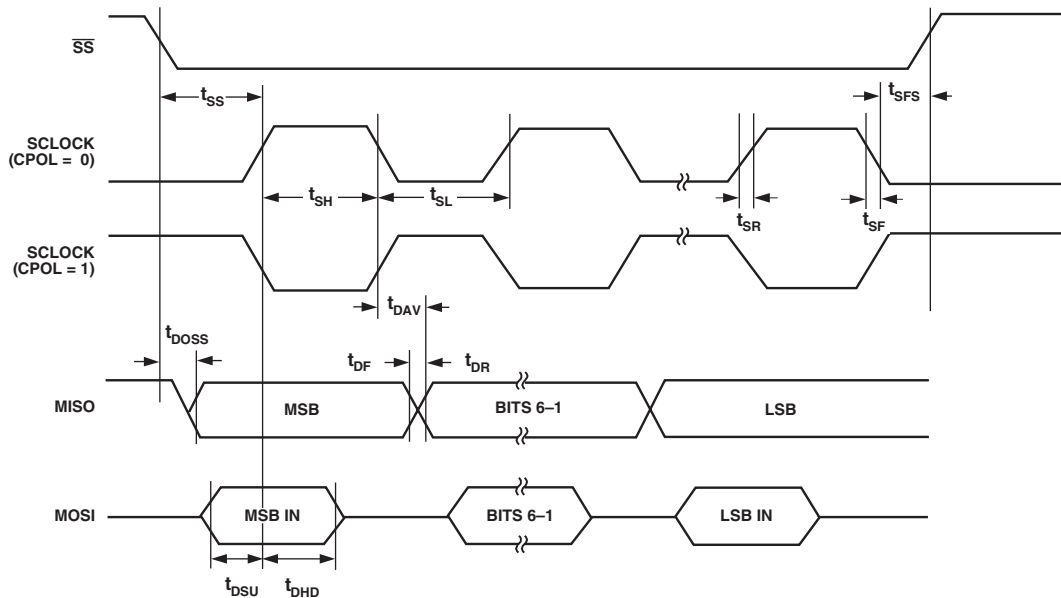 SS
tSS
tSFS
SCLOCK
(CPOL = 0)
tSH
tSL
tSR
tSF
SCLOCK
(CPOL = 1)
tDAV
tDOSS
tDF
tDR
MISO
MSB
BITS 6–1
LSB
MOSI
MSB IN
BITS 6–1
LSB IN
tDSU
tDHD